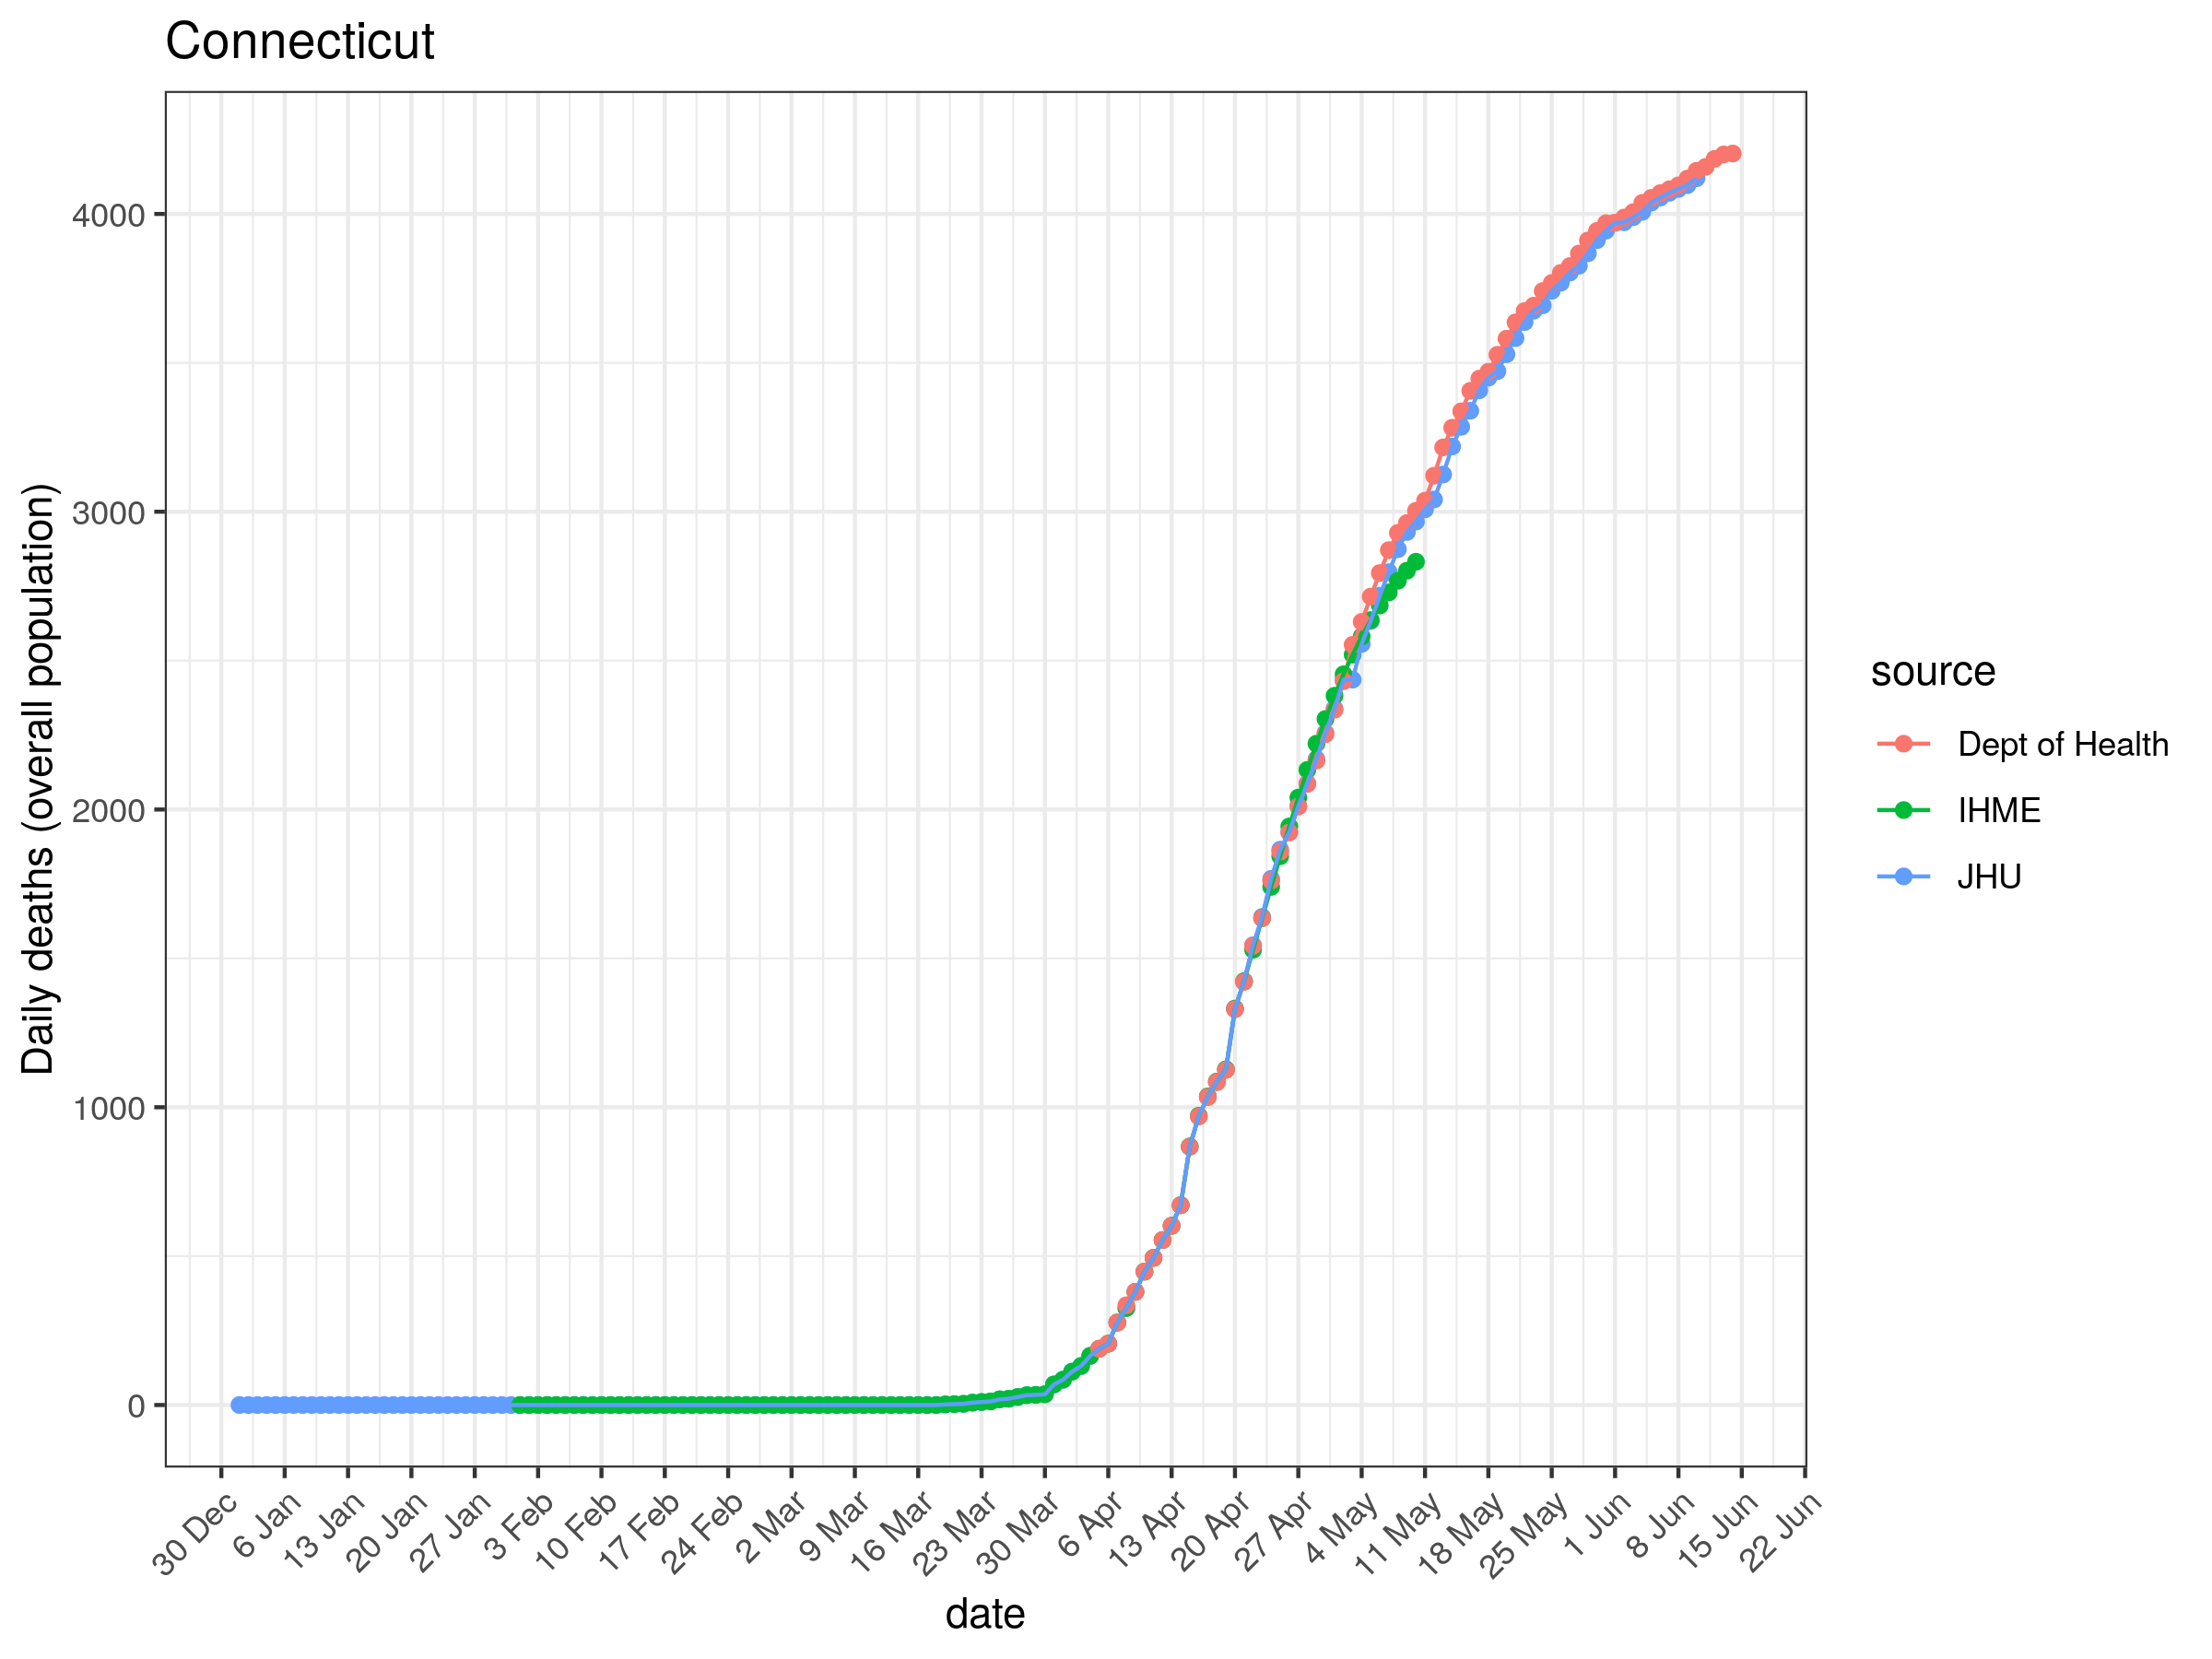 Connecticut
Daily deaths (overall population)
4000
3000
2000
1000
0
30 Dec
6 Jan
13 Jan
20 Jan
27 Jan
3 Feb
10 Feb
17 Feb
24 Feb
2 Mar
9 Mar
16 Mar
23 Mar
30 Mar
6 Apr
13 Apr
20 Apr
27 Apr
4 May
11 May
18 May
25 May
1 Jun
8 Jun
15 Jun
22 Jun
date
source
Dept of Health
IHME
JHU